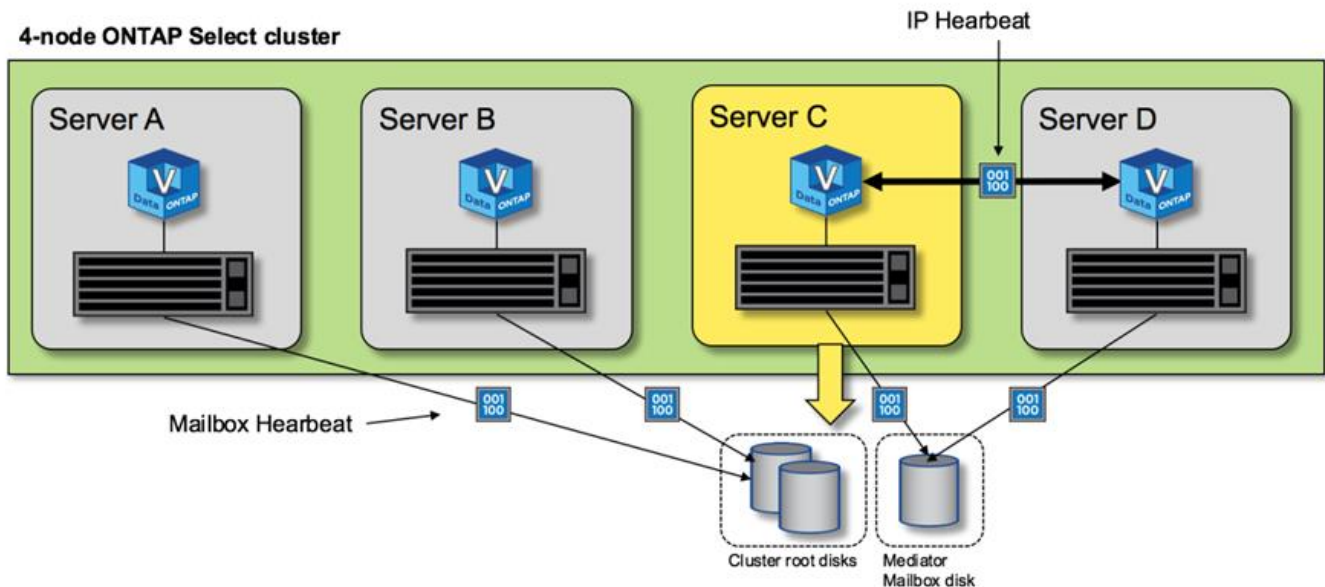 IP Hearbeat
4-node ONTAP Select cluster
Server A
Server B
Server C
Server D
V
Data ONTAP
V
Data ONTAP
V
Data ONTAP
V
Data ONTAP
001
100
Mailbox Hearbeat
001
100
001
100
001
100
001
100
Cluster root disks
Mediator
Mailbox disk